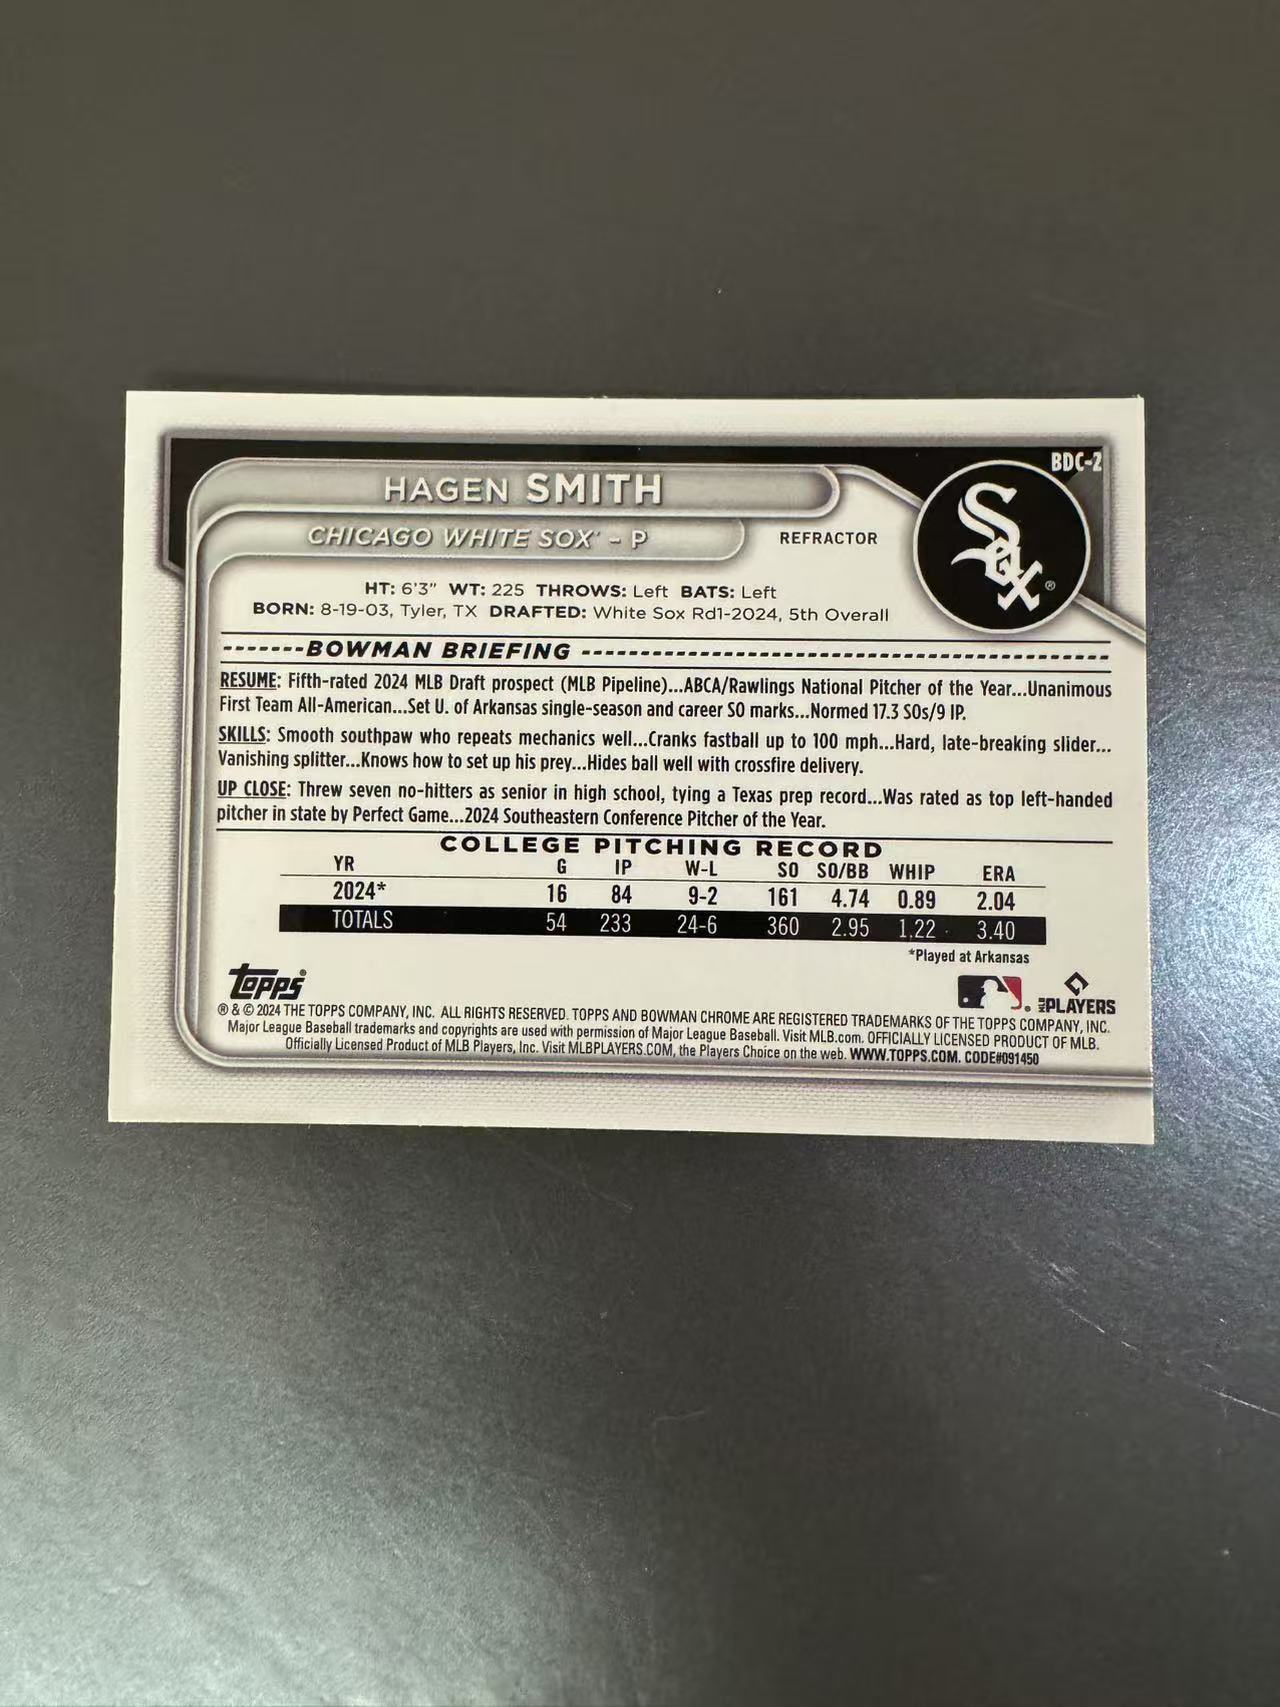 BDC-2
HAGEN SMITH
CHICAGO WHITE SOX - P
REFRACTOR
Sox ®
HT: 6'3" WT: 225 THROWS: Left BATS: Left
BORN: 8-19-03, Tyler, TX DRAFTED: White Sox Rd1-2024, 5th Overall
BOWMAN BRIEFING
RESUME: Fifth-rated 2024 MLB Draft prospect (MLB Pipeline)...ABCA/Rawlings National Pitcher of the Year...Unanimous
First Team All-American...Set U. of Arkansas single-season and career SO marks...Normed 17.3 SOs/9 IP.
SKILLS: Smooth southpaw who repeats mechanics well...Cranks fastball up to 100 mph...Hard, late-breaking slider...
Vanishing splitter...Knows how to set up his prey...Hides ball well with crossfire delivery.
UP CLOSE: Threw seven no-hitters as senior in high school, tying a Texas prep record...Was rated as top left-handed
pitcher in state by Perfect Game...2024 Southeastern Conference Pitcher of the Year.
COLLEGE PITCHING RECORD
YR G IP W-L SO SO/BB WHIP ERA
2024* 16 84 9-2 161 4.74 0.89 2.04
TOTALS 54 233 24-6 360 2.95 1.22 3.40
*Played at Arkansas
topps®
MLB PLAYERS
® & © 2024 THE TOPPS COMPANY, INC. ALL RIGHTS RESERVED. TOPPS AND BOWMAN CHROME ARE REGISTERED TRADEMARKS OF THE TOPPS COMPANY, INC.
Major League Baseball trademarks and copyrights are used with permission of Major League Baseball. Visit MLB.com. OFFICIALLY LICENSED PRODUCT OF MLB.
Officially Licensed Product of MLB Players, Inc. Visit MLBPLAYERS.COM, the Players Choice on the web. WWW.TOPPS.COM. CODE#091450